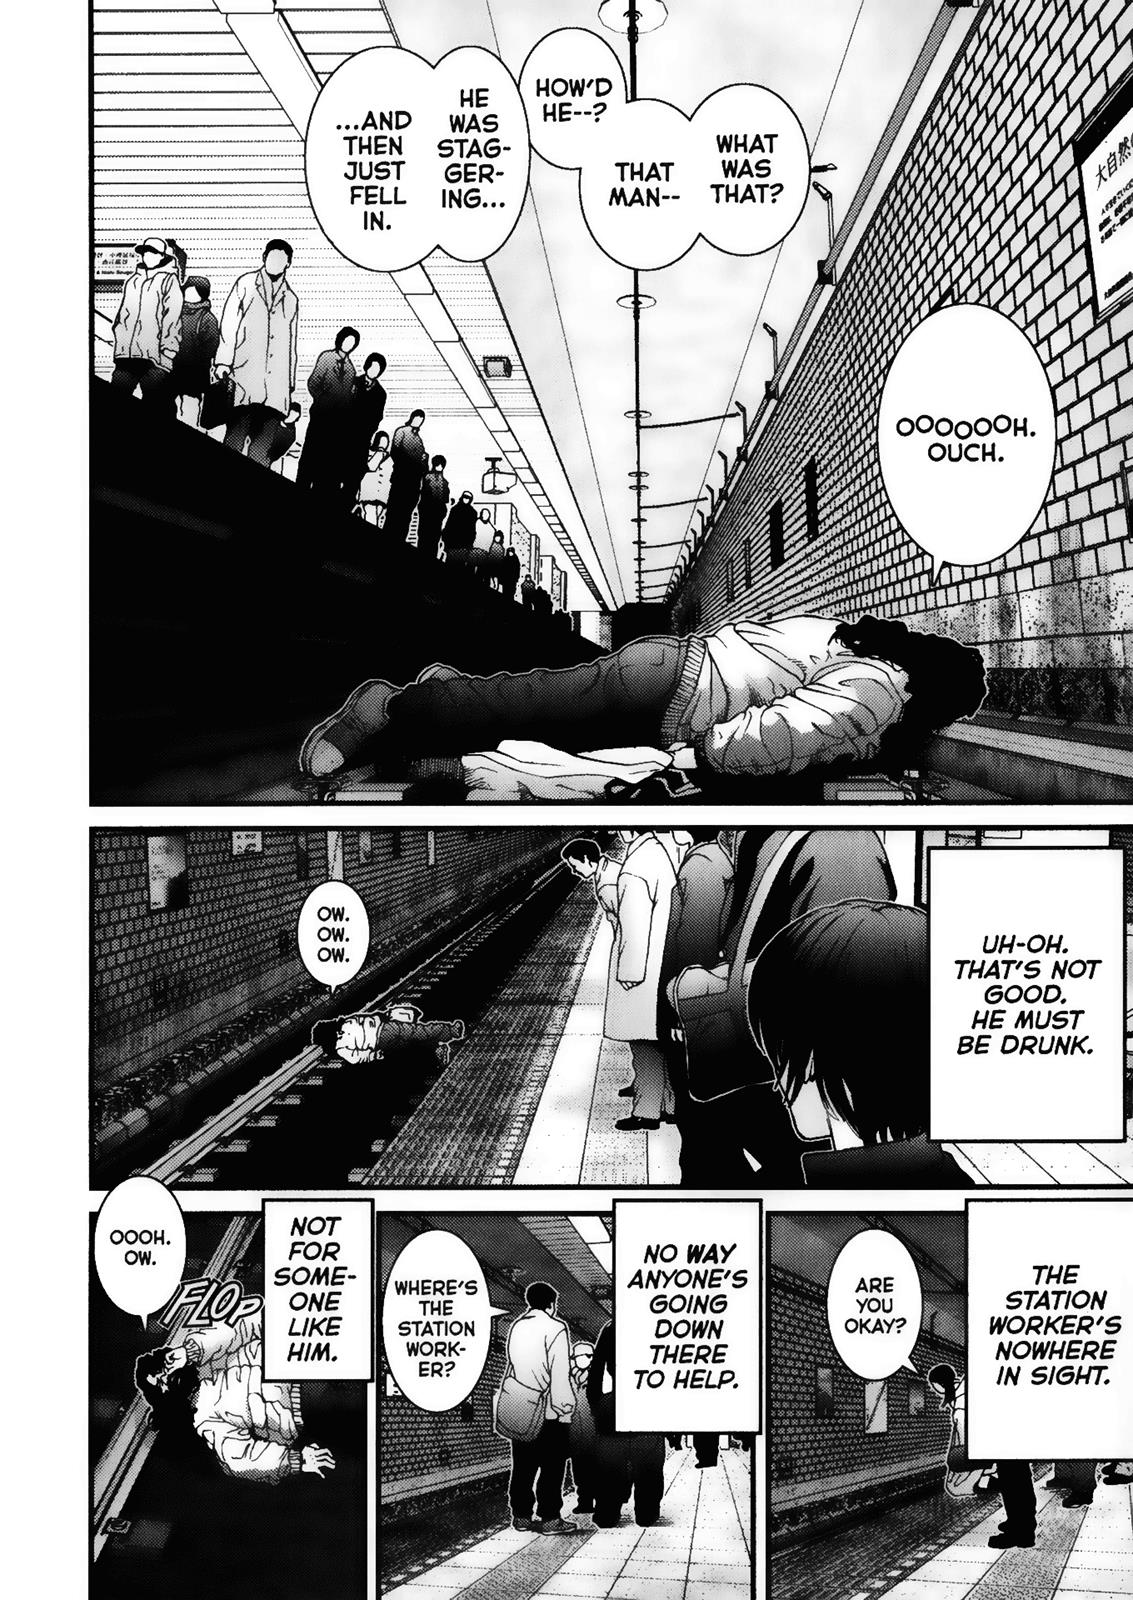 WHAT
WAS
THAT?
THAT
MAN--
HOW'D
HE--?
HE
WAS
STAG-
GER-
ING...
...AND
THEN
JUST
FELL
IN.
大自然
OOOOOOH.
OUCH.
UH-OH.
THAT'S NOT
GOOD.
HE MUST
BE DRUNK.
OW.
OW.
OW.
THE
STATION
WORKER'S
NOWHERE
IN SIGHT.
ARE
YOU
OKAY?
NO WAY
ANYONE'S
GOING
DOWN
THERE
TO HELP.
WHERE'S
THE
STATION
WORK-
ER?
NOT
FOR
SOME-
ONE
LIKE
HIM.
OOOH.
OW.
FLOP